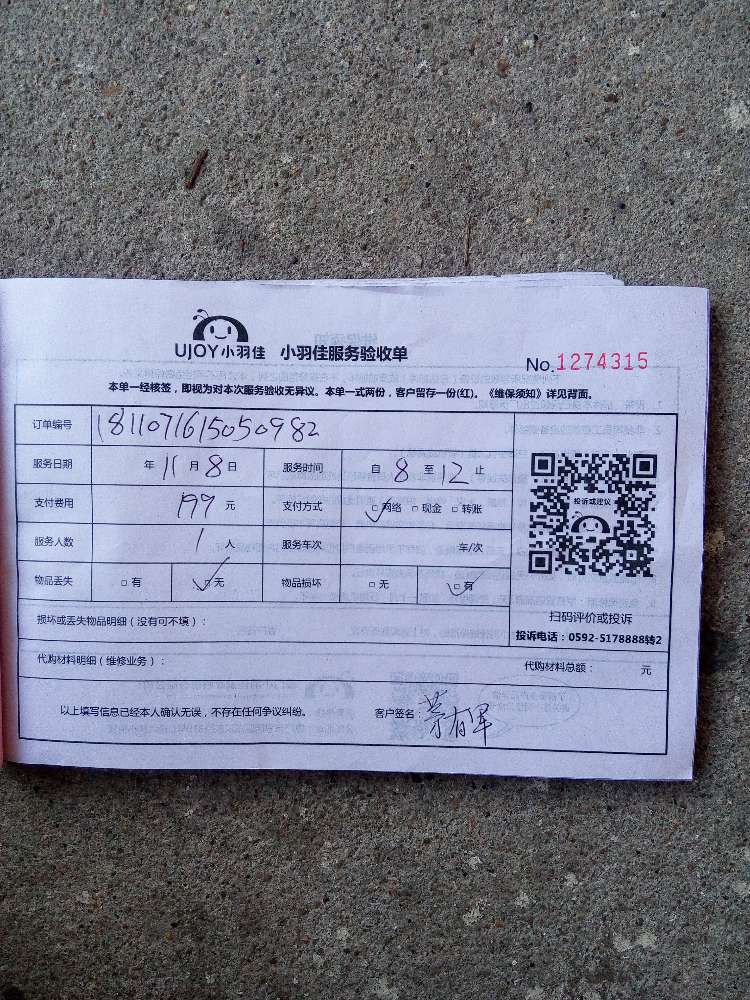 UJOY小羽佳 小羽佳服务验收单
No.1274315
本单一经核签，即视为对本次服务验收无异议。本单一式两份，客户留存一份(红)。《维保须知》详见背面。
订单编号 1811071615050982
服务日期 年 11 月 8 日 服务时间 自 8 至 12 止
支付费用 199 元 支付方式 □网络 □现金 □转账
服务人数 1 人 服务车次 车/次
物品丢失 □有 □无 物品损坏 □无 □有
投诉或建议
扫码评价或投诉
投诉电话：0592-5178888转2
损坏或丢失物品明细（没有可不填）：
代购材料明细（维修业务）： 代购材料总额： 元
以上填写信息已经本人确认无误，不存在任何争议纠纷。 客户签名：